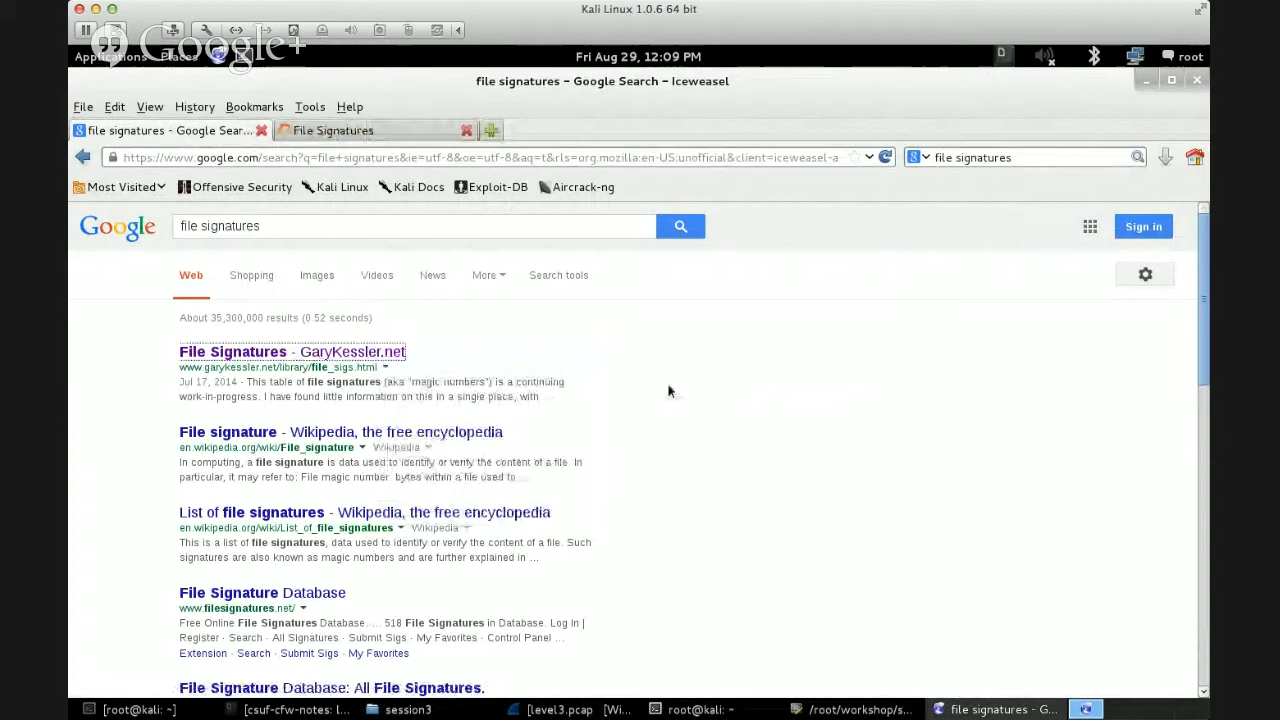 Kali Linux 1.0.6 64 bit
Google+
Applications Places Fri Aug 29, 12:09 PM root
file signatures – Google Search – Iceweasel
File Edit View History Bookmarks Tools Help
file signatures - Google Sear... File Signatures
https://www.google.com/search?q=file+signatures&ie=utf-8&oe=utf-8&aq=t&rls=org.mozilla:en-US:unofficial&client=iceweasel-a file signatures
Most Visited Offensive Security Kali Linux Kali Docs Exploit-DB Aircrack-ng
Google file signatures Sign in
Web Shopping Images Videos News More Search tools
About 35,300,000 results (0.52 seconds)
File Signatures - GaryKessler.net
www.garykessler.net/library/file_sigs.html
Jul 17, 2014 - This table of file signatures (aka "magic numbers") is a continuing
work-in-progress. I have found little information on this in a single place, with ...
File signature - Wikipedia, the free encyclopedia
en.wikipedia.org/wiki/File_signature Wikipedia
In computing, a file signature is data used to identify or verify the content of a file. In
particular, it may refer to: File magic number bytes within a file used to ...
List of file signatures - Wikipedia, the free encyclopedia
en.wikipedia.org/wiki/List_of_file_signatures Wikipedia
This is a list of file signatures, data used to identify or verify the content of a file. Such
signatures are also known as magic numbers and are further explained in ...
File Signature Database
www.filesignatures.net/
Free Online File Signatures Database. ... 518 File Signatures in Database. Log In |
Register · Search · All Signatures · Submit Sigs · My Favorites · Control Panel ...
Extension · Search · Submit Sigs · My Favorites
File Signature Database: All File Signatures.
[root@kali: ~] [csuf-cfw-notes: l... session3 [level3.pcap [Wi... root@kali: ~ /root/workshop/s... file signatures – G...